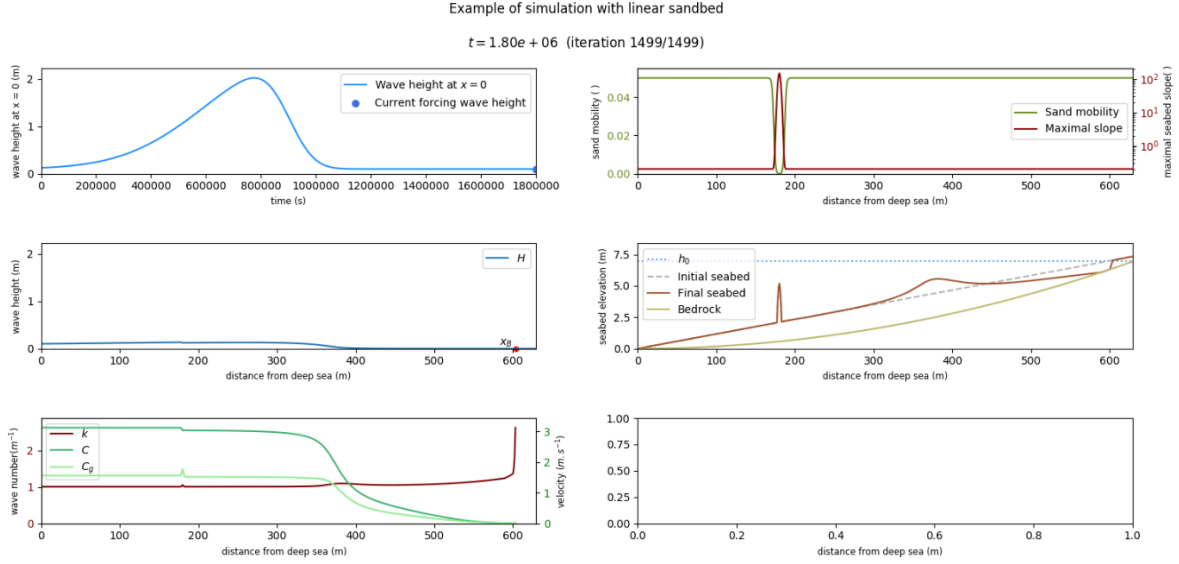 Example of simulation with linear sandbed
t = 1.80e + 06 (iteration 1499/1499)
wave height at x = 0 (m)
2
1
0
Wave height at x = 0
Current forcing wave height
0 200000 400000 600000 800000 1000000 1200000 1400000 1600000 1800000
time (s)
sand mobility ( )
0.04
0.02
0.00
Sand mobility
Maximal slope
10²
10¹
10⁰
maximal seabed slope( )
0 100 200 300 400 500 600
distance from deep sea (m)
wave height (m)
2
1
0
H
x_B
0 100 200 300 400 500 600
distance from deep sea (m)
seabed elevation (m)
7.5
5.0
2.5
0.0
h₀
Initial seabed
Final seabed
Bedrock
0 100 200 300 400 500 600
distance from deep sea (m)
wave number(m⁻¹)
2
1
0
k
C
C_g
3
2
1
0
velocity (m. s⁻¹)
0 100 200 300 400 500 600
distance from deep sea (m)
1.00
0.75
0.50
0.25
0.00
0.0 0.2 0.4 0.6 0.8 1.0
distance from deep sea (m)